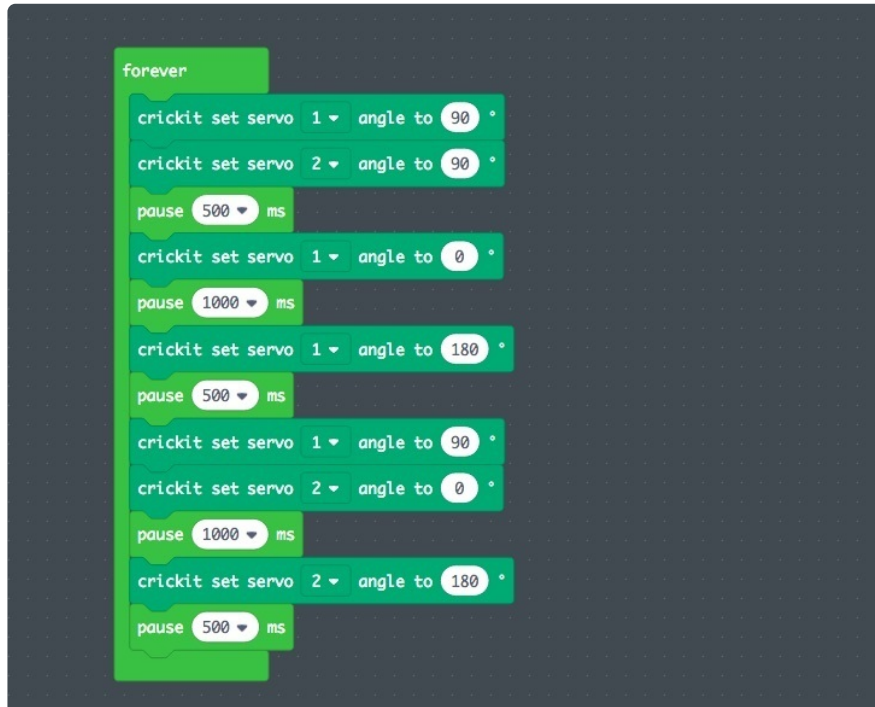 forever
crickit set servo 1 angle to 90 °
crickit set servo 2 angle to 90 °
pause 500 ms
crickit set servo 1 angle to 0 °
pause 1000 ms
crickit set servo 1 angle to 180 °
pause 500 ms
crickit set servo 1 angle to 90 °
crickit set servo 2 angle to 0 °
pause 1000 ms
crickit set servo 2 angle to 180 °
pause 500 ms